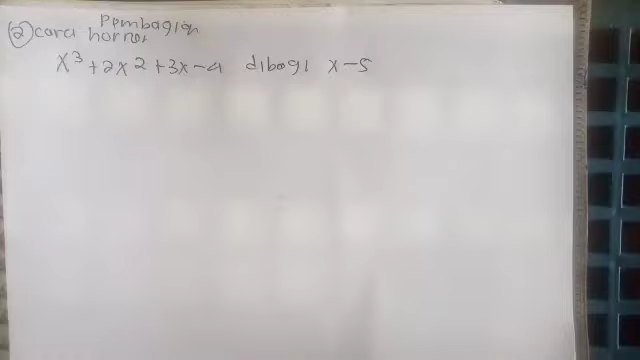 Pembagian
② cara horner
x³ + 2x² + 3x - 4 dibagi x - 5